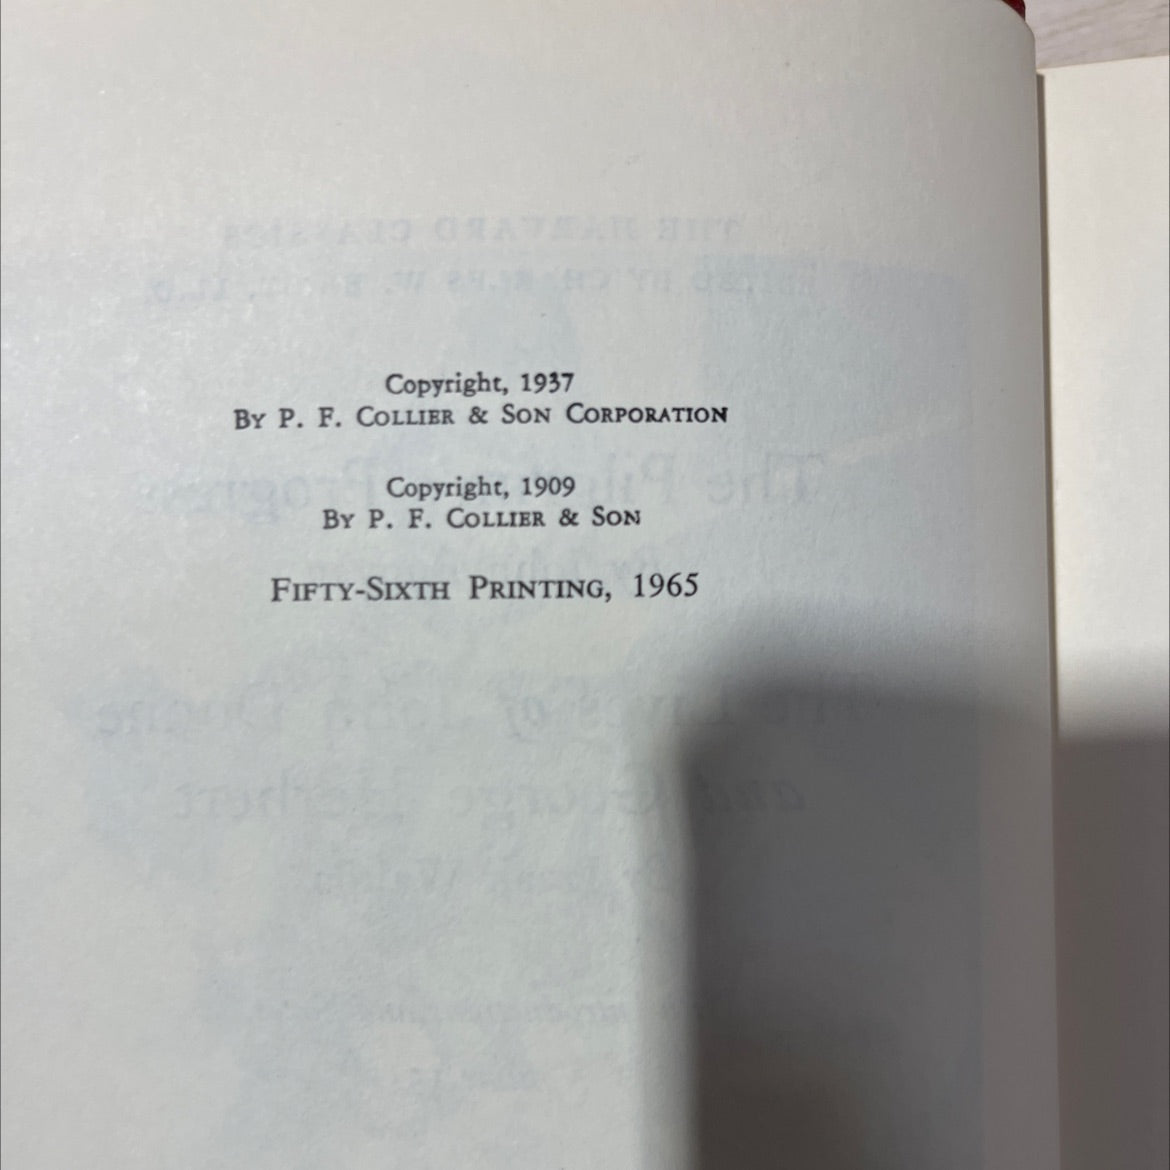 Copyright, 1937
By P. F. Collier & Son Corporation
Copyright, 1909
By P. F. Collier & Son
Fifty-Sixth Printing, 1965